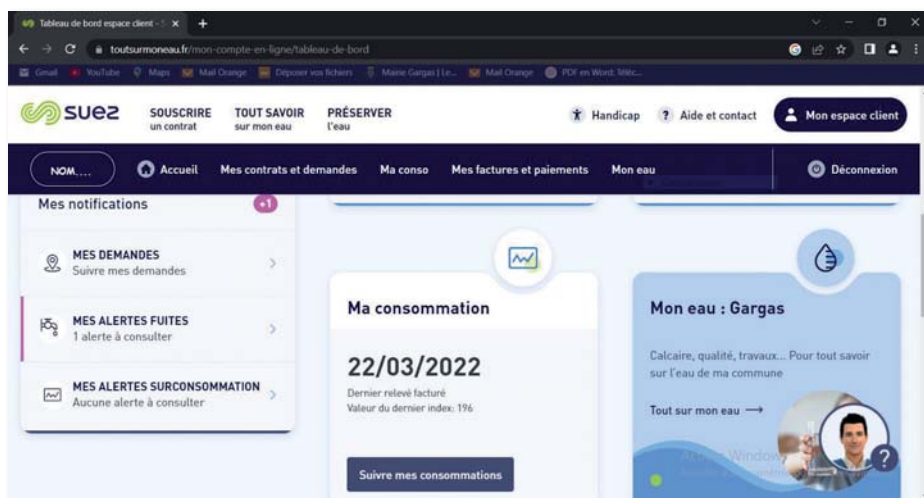 Tableau de bord espace client - S
toutsurmoneau.fr/mon-compte-en-ligne/tableau-de-bord
Gmail YouTube Maps Mail Orange Déposer vos fichiers Mairie Gargas | Le... Mail Orange PDF en Word: Téléc...
suez
SOUSCRIRE
un contrat
TOUT SAVOIR
sur mon eau
PRÉSERVER
l'eau
Handicap
? Aide et contact
Mon espace client
NOM....
Accueil
Mes contrats et demandes
Ma conso
Mes factures et paiements
Mon eau
Déconnexion
Mes notifications
+1
MES DEMANDES
Suivre mes demandes
MES ALERTES FUITES
1 alerte à consulter
MES ALERTES SURCONSOMMATION
Aucune alerte à consulter
Ma consommation
22/03/2022
Dernier relevé facturé
Valeur du dernier index: 196
Suivre mes consommations
Mon eau : Gargas
Calcaire, qualité, travaux... Pour tout savoir
sur l'eau de ma commune
Tout sur mon eau →
?